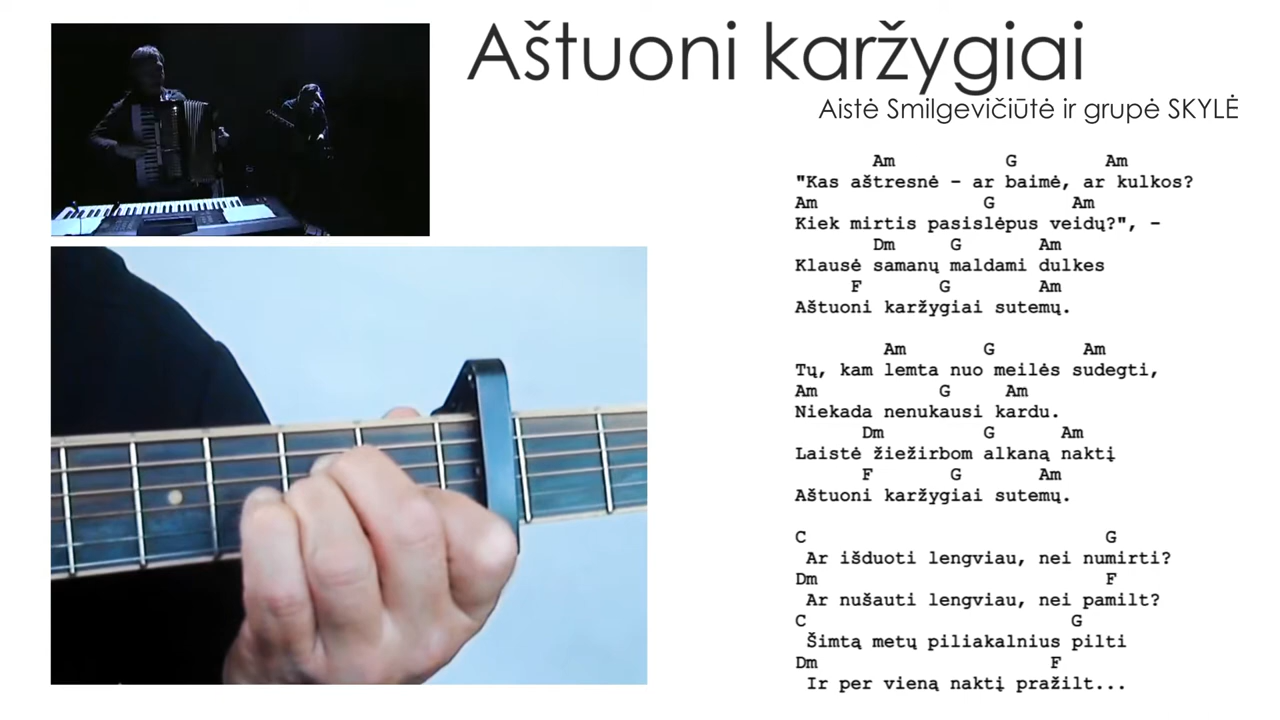 Aštuoni karžygiai
Aistė Smilgevičiūtė ir grupė SKYLĖ
Am G Am
"Kas aštresnė – ar baimė, ar kulkos?
Am G Am
Kiek mirtis pasislėpus veidų?", –
Dm G Am
Klausė samanų maldami dulkes
F G Am
Aštuoni karžygiai sutemų.
Am G Am
Tų, kam lemta nuo meilės sudegti,
Am G Am
Niekada nenukausi kardu.
Dm G Am
Laistė žiežirbom alkaną naktį
F G Am
Aštuoni karžygiai sutemų.
C G
Ar išduoti lengviau, nei numirti?
Dm F
Ar nušauti lengviau, nei pamilt?
C G
Šimtą metų piliakalnius pilti
Dm F
Ir per vieną naktį pražilt...